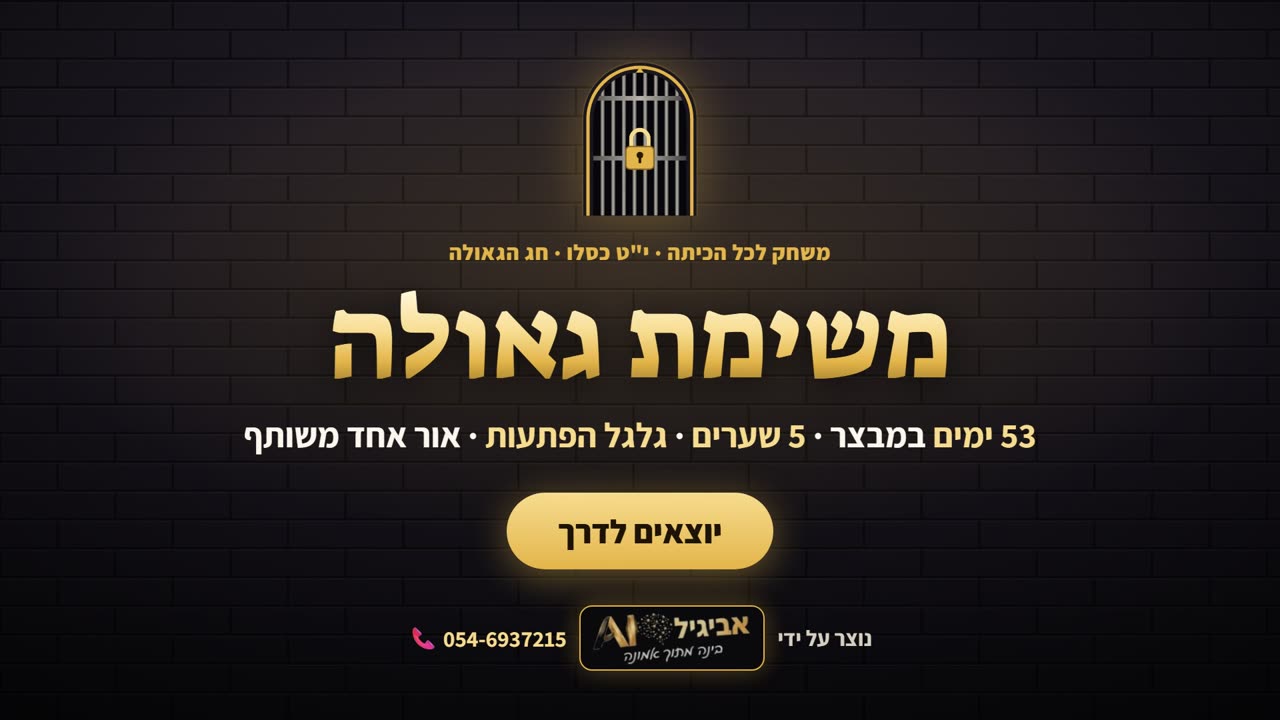 משחק לכל הכיתה · י"ט כסלו · חג הגאולה
משימת גאולה
53 ימים במבצר · 5 שערים · גלגל הפתעות · אור אחד משותף
יוצאים לדרך
נוצר על ידי אביגיל AI 054-6937215
בינה מתוך אמונה